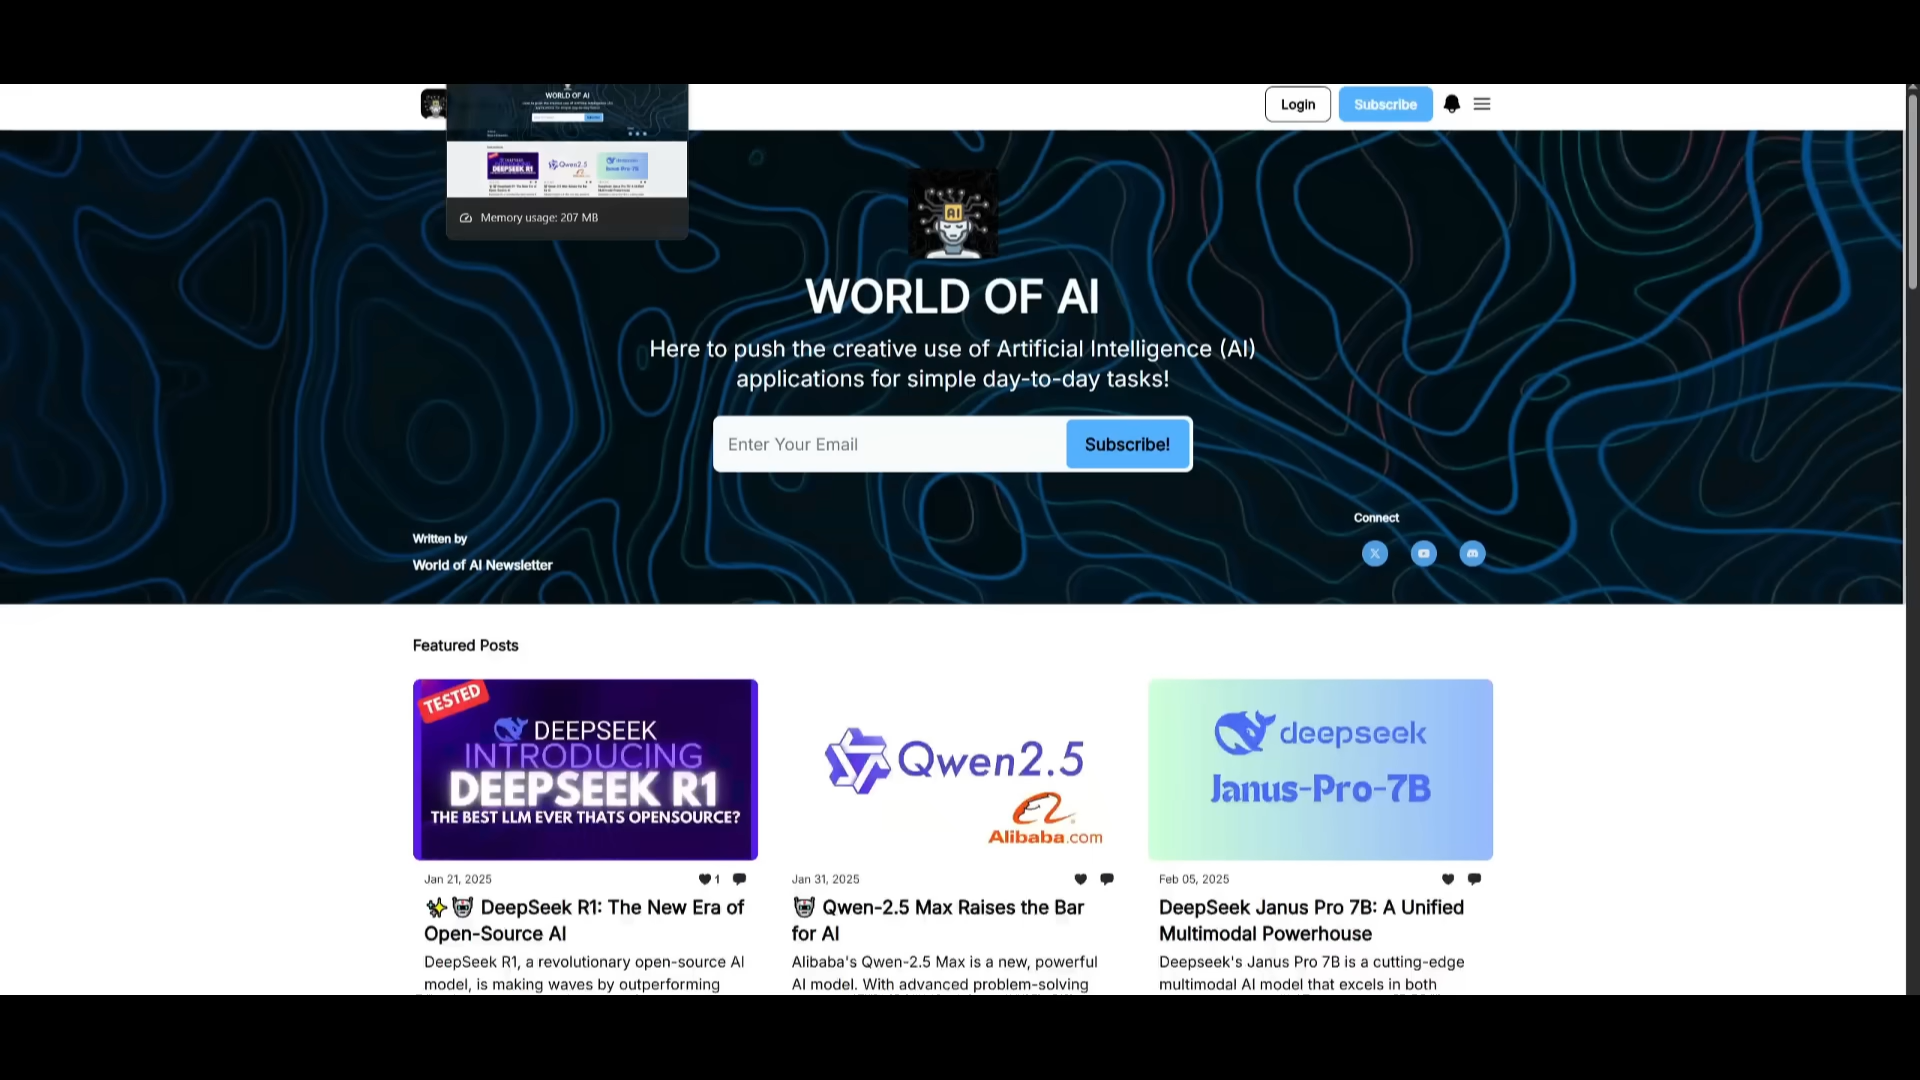 WORLD OF AI
Memory usage: 207 MB
Login
Subscribe
AI
WORLD OF AI
Here to push the creative use of Artificial Intelligence (AI)
applications for simple day-to-day tasks!
Enter Your Email
Subscribe!
Written by
World of AI Newsletter
Connect
Featured Posts
TESTED
DEEPSEEK
INTRODUCING
DEEPSEEK R1
THE BEST LLM EVER THATS OPENSOURCE?
Jan 21, 2025
1
DeepSeek R1: The New Era of
Open-Source AI
DeepSeek R1, a revolutionary open-source AI
model, is making waves by outperforming
Qwen2.5
Alibaba.com
Jan 31, 2025
Qwen-2.5 Max Raises the Bar
for AI
Alibaba's Qwen-2.5 Max is a new, powerful
AI model. With advanced problem-solving
deepseek
Janus-Pro-7B
Feb 05, 2025
DeepSeek Janus Pro 7B: A Unified
Multimodal Powerhouse
Deepseek's Janus Pro 7B is a cutting-edge
multimodal AI model that excels in both